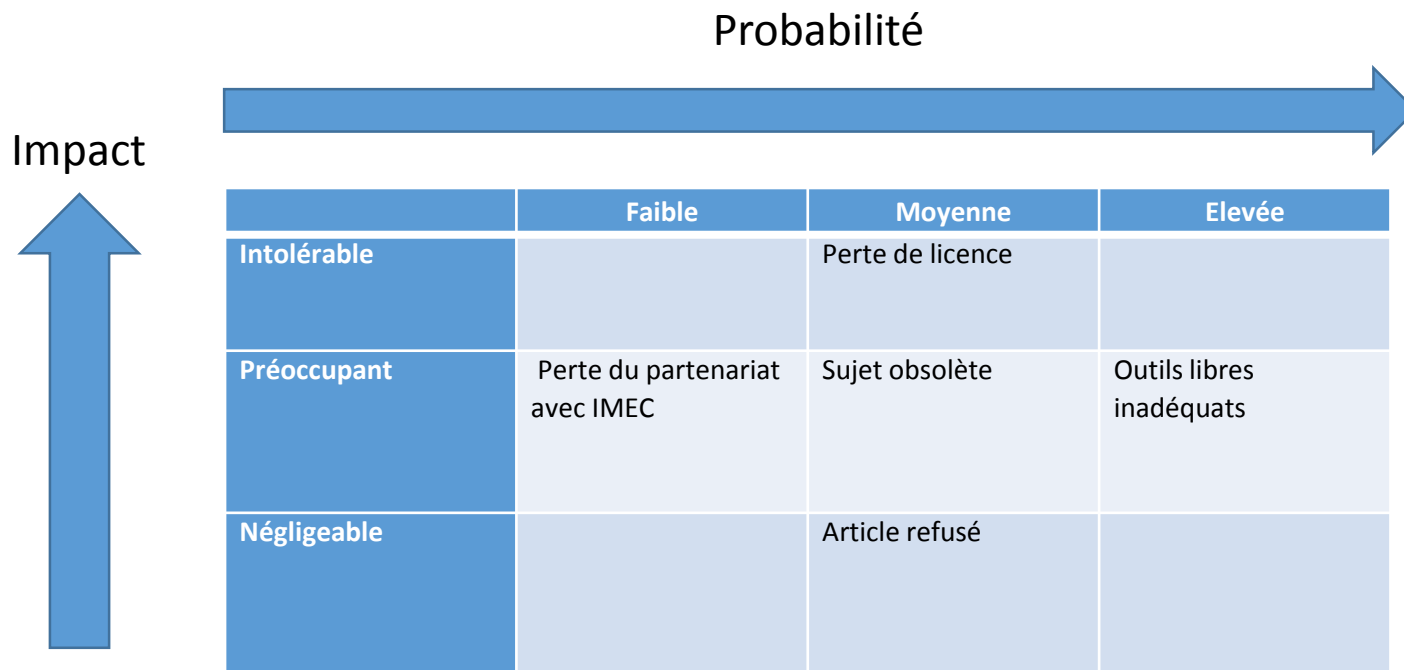 Probabilité
Impact
Faible Moyenne Elevée
Intolérable Perte de licence
Préoccupant Perte du partenariat Sujet obsolète Outils libres
avec IMEC inadéquats
Négligeable Article refusé